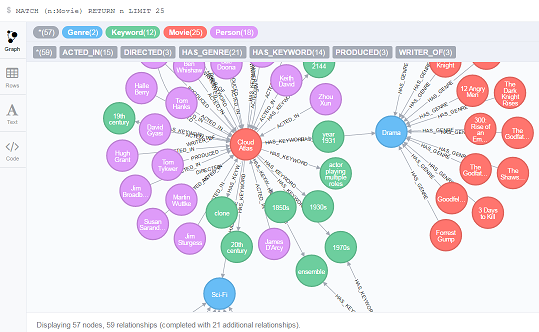 $ MATCH (n:Movie) RETURN n LIMIT 25
*(57) Genre(2) Keyword(12) Movie(25) Person(18)
*(59) ACTED_IN(15) DIRECTED(3) HAS_GENRE(21) HAS_KEYWORD(14) PRODUCED(3) WRITER_OF(3)
Graph
Rows
Text
Code
Ben
Whishaw
Doona
Keith
David
2144
Halle
Berry
Tom
Hanks
Zhou
Xun
19th
century
David
Gyasi
Cloud
Atlas
year
1931
Drama
Knight
12 Angry
Men
The
Dark
Knight
Rises
300:
Rise of
an Em...
The
Godfat...
The
Godfat...
The
Shaws...
Hugh
Grant
Tom
Tykwer
actor
playing
multiple
roles
Jim
Broadb...
Martin
Wuttke
clone
1850s
1930s
Goodfel...
3 Days
to Kill
Forrest
Gump
Susan
Sarand...
Jim
Sturgess
20th
century
James
D'Arcy
1970s
ensemble
Sci-Fi
ACTED_IN
PRODUCED
HAS_KEYWORD
HAS_KEYWORD
HAS_GENRE
HAS_GENRE
Displaying 57 nodes, 59 relationships (completed with 21 additional relationships).